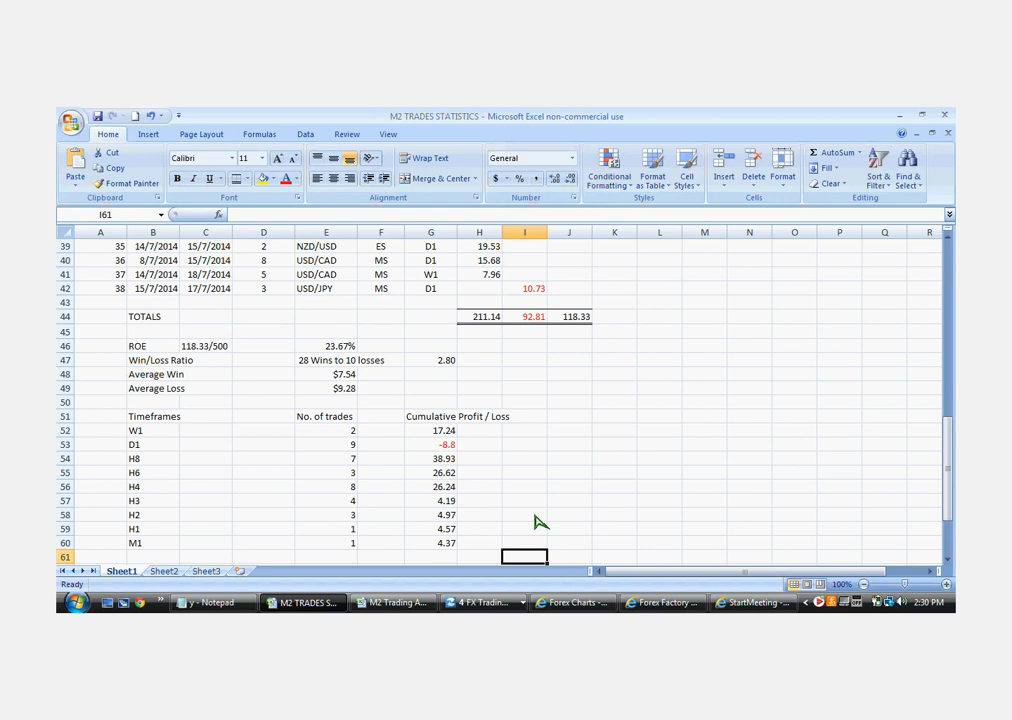 M2 TRADES STATISTICS - Microsoft Excel non-commercial use
Home Insert Page Layout Formulas Data Review View
Paste Cut Calibri 11 A A Wrap Text General Conditional Formatting Format as Table Cell Styles Insert Delete Format Σ AutoSum Sort & Filter Find & Select
Copy Fill
Format Painter B I U A Merge & Center $ % , Clear
Clipboard Font Alignment Number Styles Cells Editing
I61 fx
A B C D E F G H I J K L M N O P Q R
39 35 14/7/2014 15/7/2014 2 NZD/USD ES D1 19.53
40 36 8/7/2014 15/7/2014 8 USD/CAD MS D1 15.68
41 37 14/7/2014 18/7/2014 5 USD/CAD MS W1 7.96
42 38 15/7/2014 17/7/2014 3 USD/JPY MS D1 10.73
43
44 TOTALS 211.14 92.81 118.33
45
46 ROE 118.33/500 23.67%
47 Win/Loss Ratio 28 Wins to 10 losses 2.80
48 Average Win $7.54
49 Average Loss $9.28
50
51 Timeframes No. of trades Cumulative Profit / Loss
52 W1 2 17.24
53 D1 9 -8.8
54 H8 7 38.93
55 H6 3 26.62
56 H4 8 26.24
57 H3 4 4.19
58 H2 3 4.97
59 H1 1 4.57
60 M1 1 4.37
61
Sheet1 Sheet2 Sheet3
Ready 100%
y - Notepad M2 TRADES S... M2 Trading A... 4 FX Tradin... Forex Charts -... Forex Factory ... StartMeeting -... 2:30 PM